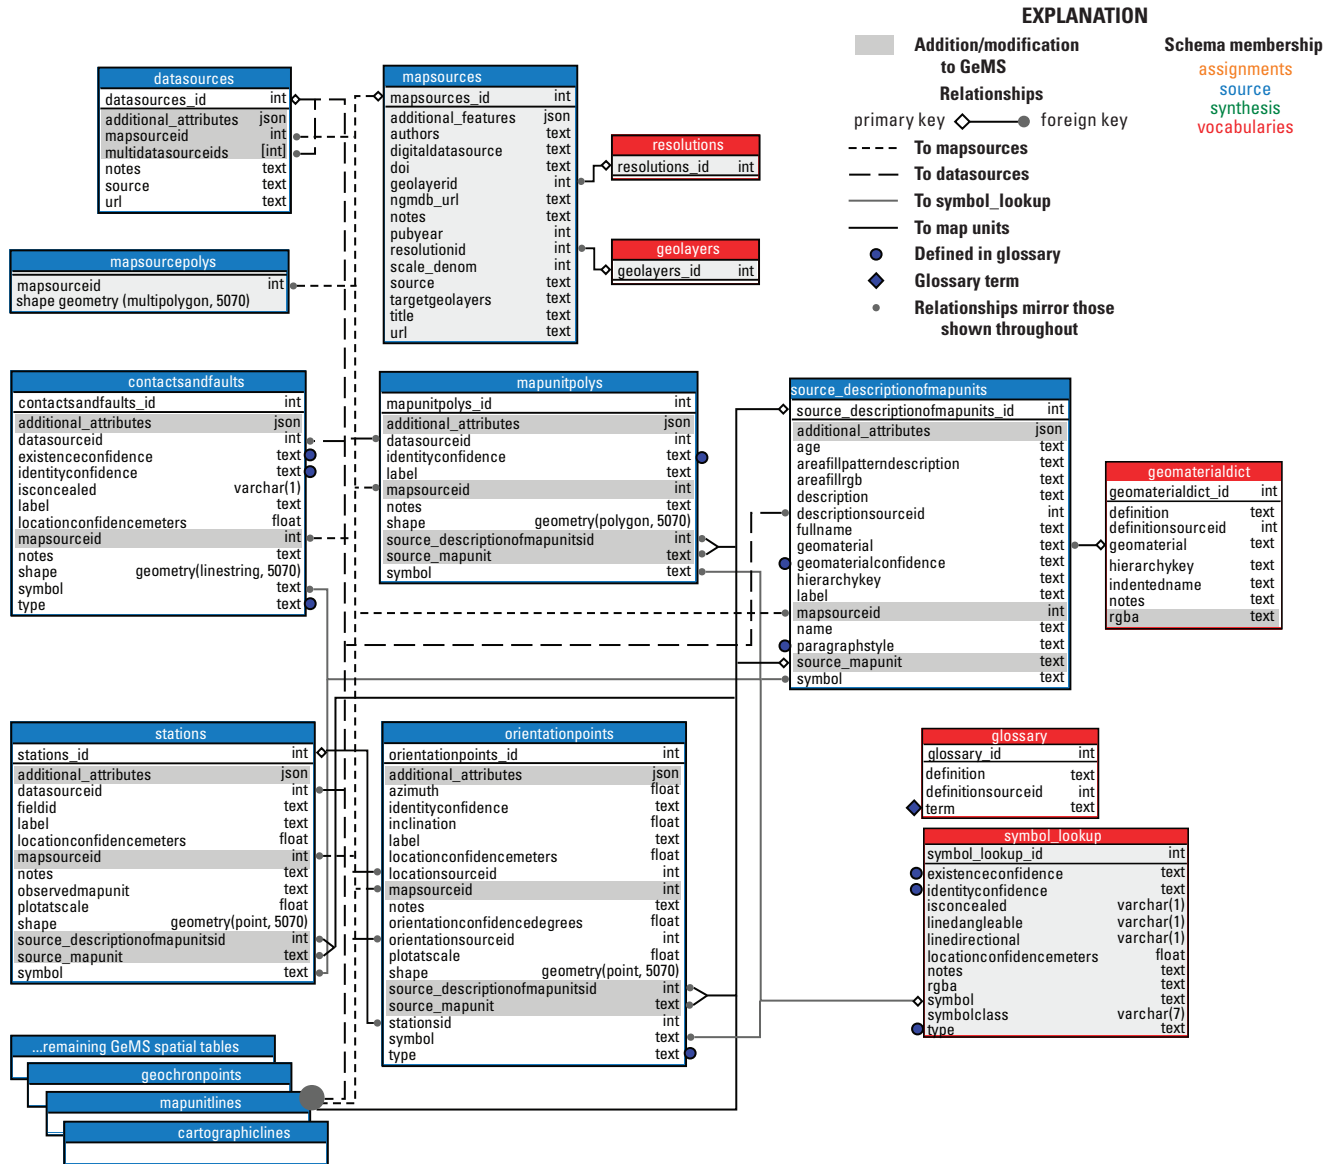 EXPLANATION
Addition/modification
to GeMS
Relationships
primary key
foreign key
To mapsources
To datasources
To symbol_lookup
To map units
Defined in glossary
Glossary term
Relationships mirror those
shown throughout
Schema membership
assignments
source
synthesis
vocabularies
datasources
datasources_id int
additional_attributes json
mapsourceid int
multidatasourceids [int]
notes text
source text
url text
mapsources
mapsources_id int
additional_features json
authors text
digitaldatasource text
doi text
geolayerid int
ngmdb_url text
notes text
pubyear int
resolutionid int
scale_denom int
source text
targetgeolayers text
title text
url text
resolutions
resolutions_id int
geolayers
geolayers_id int
mapsourcepolys
mapsourceid int
shape geometry (multipolygon, 5070)
contactsandfaults
contactsandfaults_id int
additional_attributes json
datasourceid int
existenceconfidence text
identityconfidence text
isconcealed varchar(1)
label text
locationconfidencemeters float
mapsourceid int
notes text
shape geometry(linestring, 5070)
symbol text
type text
mapunitpolys
mapunitpolys_id int
additional_attributes json
datasourceid int
identityconfidence text
label text
mapsourceid int
notes text
shape geometry(polygon, 5070)
source_descriptionofmapunitsid int
source_mapunit text
symbol text
source_descriptionofmapunits
source_descriptionofmapunits_id int
additional_attributes json
age text
areafillpatterndescription text
areafillrgb text
description text
descriptionsourceid int
fullname text
geomaterial text
geomaterialconfidence text
hierarchykey text
label text
mapsourceid int
name text
paragraphstyle text
source_mapunit text
symbol text
geomaterialdict
geomaterialdict_id int
definition text
definitionsourceid int
geomaterial text
hierarchykey text
indentedname text
notes text
rgba text
stations
stations_id int
additional_attributes json
datasourceid int
fieldid text
label text
locationconfidencemeters float
mapsourceid int
notes text
observedmapunit text
plotatscale float
shape geometry(point, 5070)
source_descriptionofmapunitsid int
source_mapunit text
symbol text
orientationpoints
orientationpoints_id int
additional_attributes json
azimuth float
identityconfidence text
inclination float
label text
locationconfidencemeters float
locationsourceid int
mapsourceid int
notes text
orientationconfidencedegrees float
orientationsourceid int
plotatscale float
shape geometry(point, 5070)
source_descriptionofmapunitsid int
source_mapunit text
stationsid int
symbol text
type text
glossary
glossary_id int
definition text
definitionsourceid int
term text
symbol_lookup
symbol_lookup_id int
existenceconfidence text
identityconfidence text
isconcealed varchar(1)
linedangleable varchar(1)
linedirectional varchar(1)
locationconfidencemeters float
notes text
rgba text
symbol text
symbolclass varchar(7)
type text
...remaining GeMS spatial tables
geochronpoints
mapunitlines
cartographiclines